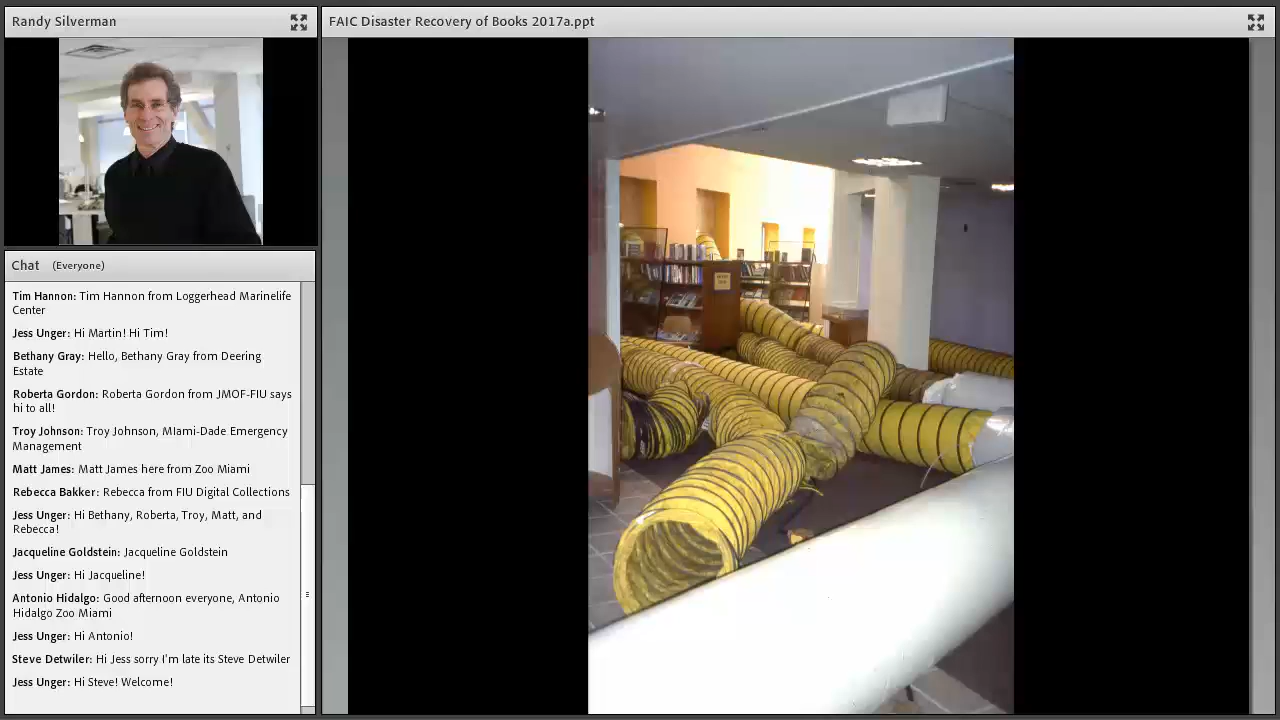 Randy Silverman
FAIC Disaster Recovery of Books 2017a.ppt
Chat (Everyone)
Tim Hannon: Tim Hannon from Loggerhead Marinelife
Center
Jess Unger: Hi Martin! Hi Tim!
Bethany Gray: Hello, Bethany Gray from Deering
Estate
Roberta Gordon: Roberta Gordon from JMOF-FIU says
hi to all!
Troy Johnson: Troy Johnson, MIami-Dade Emergency
Management
Matt James: Matt James here from Zoo Miami
Rebecca Bakker: Rebecca from FIU Digital Collections
Jess Unger: Hi Bethany, Roberta, Troy, Matt, and
Rebecca!
Jacqueline Goldstein: Jacqueline Goldstein
Jess Unger: Hi Jacqueline!
Antonio Hidalgo: Good afternoon everyone, Antonio
Hidalgo Zoo Miami
Jess Unger: Hi Antonio!
Steve Detwiler: Hi Jess sorry I'm late its Steve Detwiler
Jess Unger: Hi Steve! Welcome!